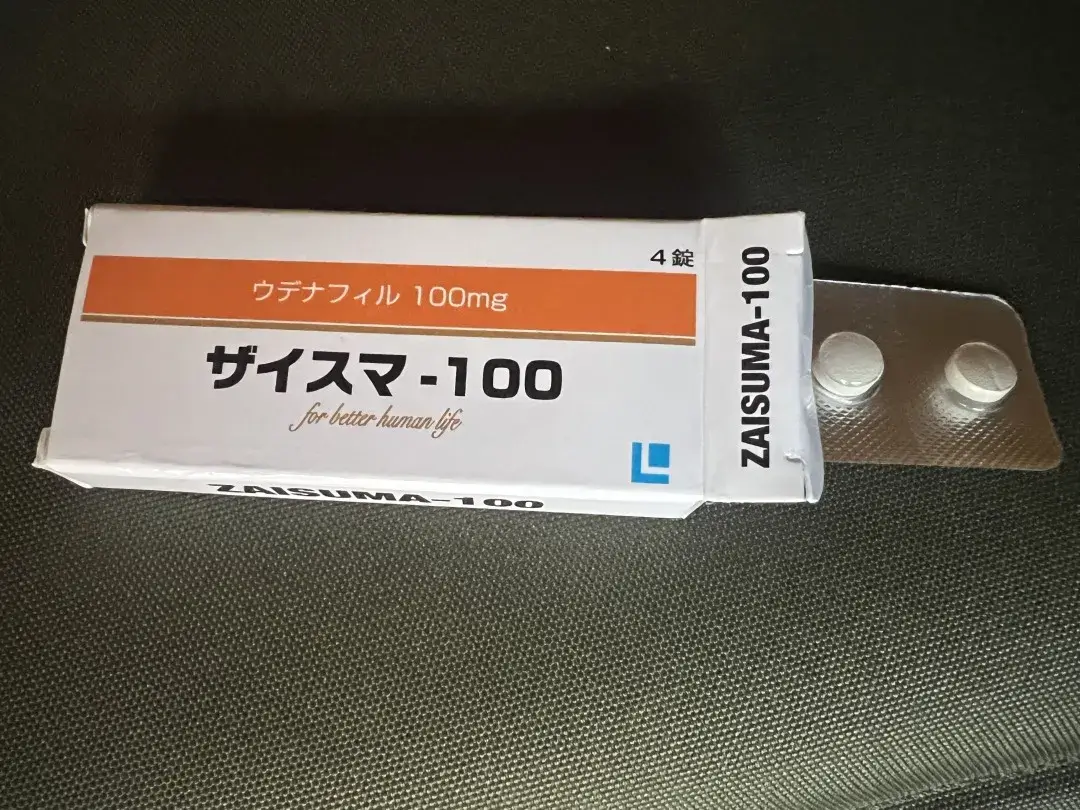 4錠
ウデナフィル 100mg
ザイスマ -100
for better human life
ZAISUMA-100
ZAISUMA-100